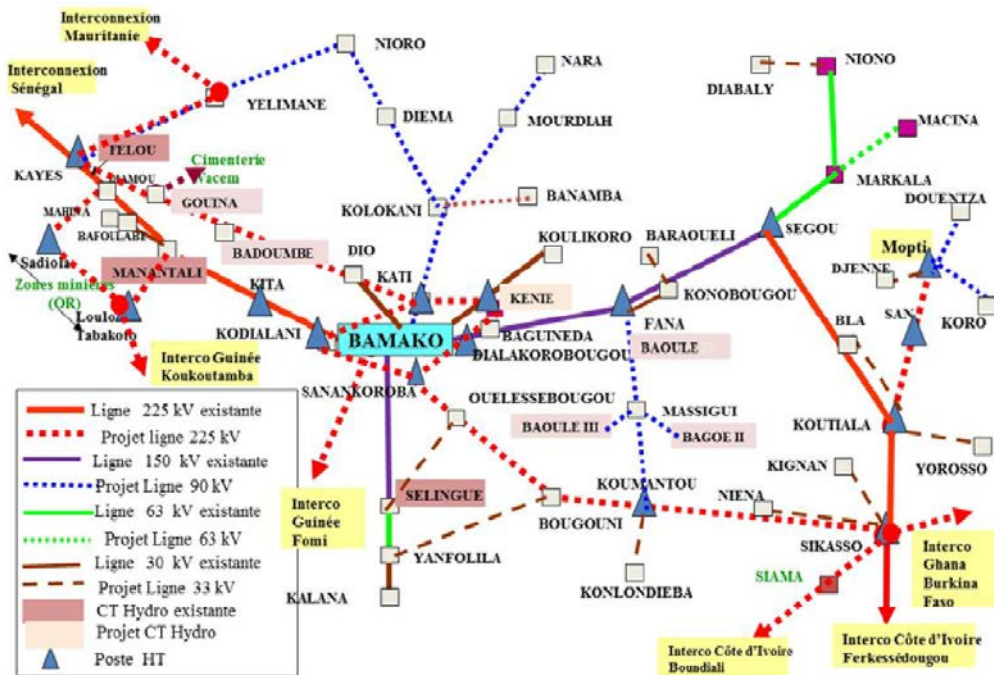 Interconnexion
Mauritanie
Interconnexion
Sénégal
NIORO
NARA
DIABALY
NIONO
YELIMANE
DIEMA
MOURDIAH
MACINA
FELOU
KAYES
Cimenterie
Vacem
MARKALA
GOUINA
BANAMBA
DOUENTZA
MAHINA
KOLOKANI
BAFOULABE
BADOUMBE
DIO
KOULIKORO
BARAOUELI
SEGOU
Mopti
Sadiola
MANANTALI
KATI
DJENNE
Zones minières
(OR)
KITA
KENIE
KONOBOUGOU
KORO
Loulo
Tabakoto
KODIALANI
BAMAKO
BAGUINEDA
FANA
BLA
SAN
DIALAKOROBOUGOU
BAOULE
Interco Guinée
Koukoutamba
SANANKOROBA
OUELESSEBOUGOU
MASSIGUI
KOUTIALA
BAOULE III
BAGOE II
YOROSSO
Ligne 225 kV existante
Projet ligne 225 kV
Ligne 150 kV existante
Projet Ligne 90 kV
Ligne 63 kV existante
Projet Ligne 63 kV
Ligne 30 kV existante
Projet Ligne 33 kV
CT Hydro existante
Projet CT Hydro
Poste HT
KIGNAN
SELINGUE
KOUMANTOU
NIENA
Interco
Guinée
Fomi
BOUGOUNI
SIKASSO
YANFOLILA
Interco
Ghana
Burkina
Faso
SIAMA
KALANA
KONLONDIEBA
Interco Côte d'Ivoire
Boundiali
Interco Côte d'Ivoire
Ferkessédougou